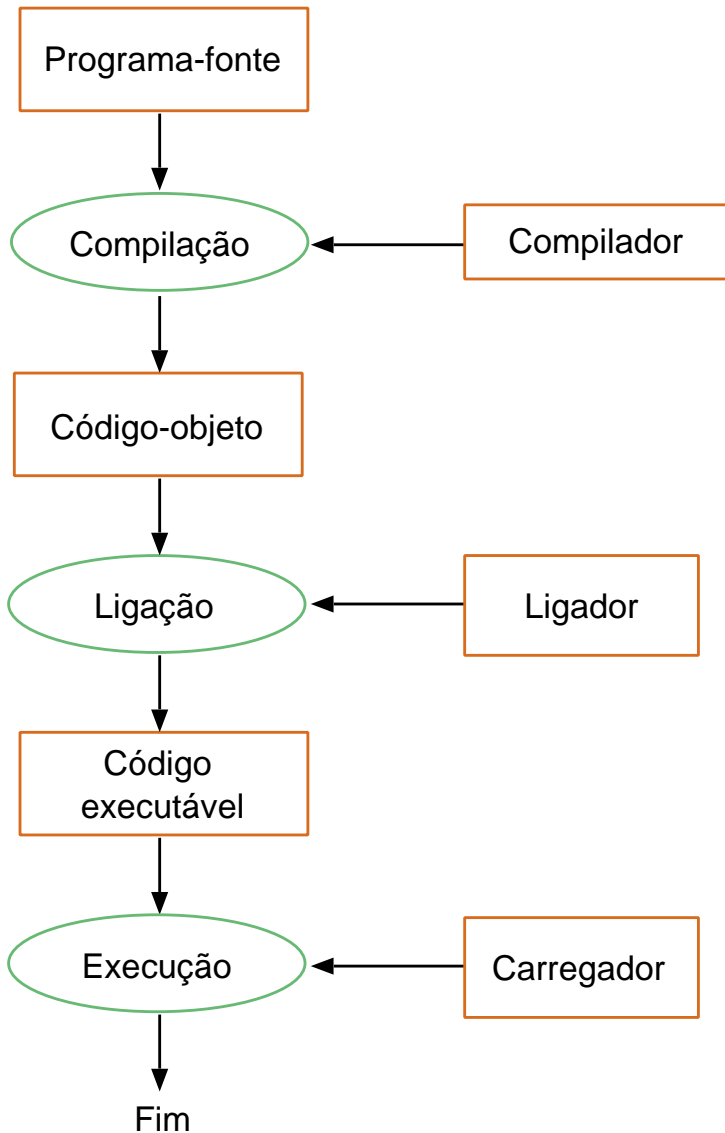 Programa-fonte
Compilação
Compilador
Código-objeto
Ligação
Ligador
Código
executável
Execução
Carregador
Fim